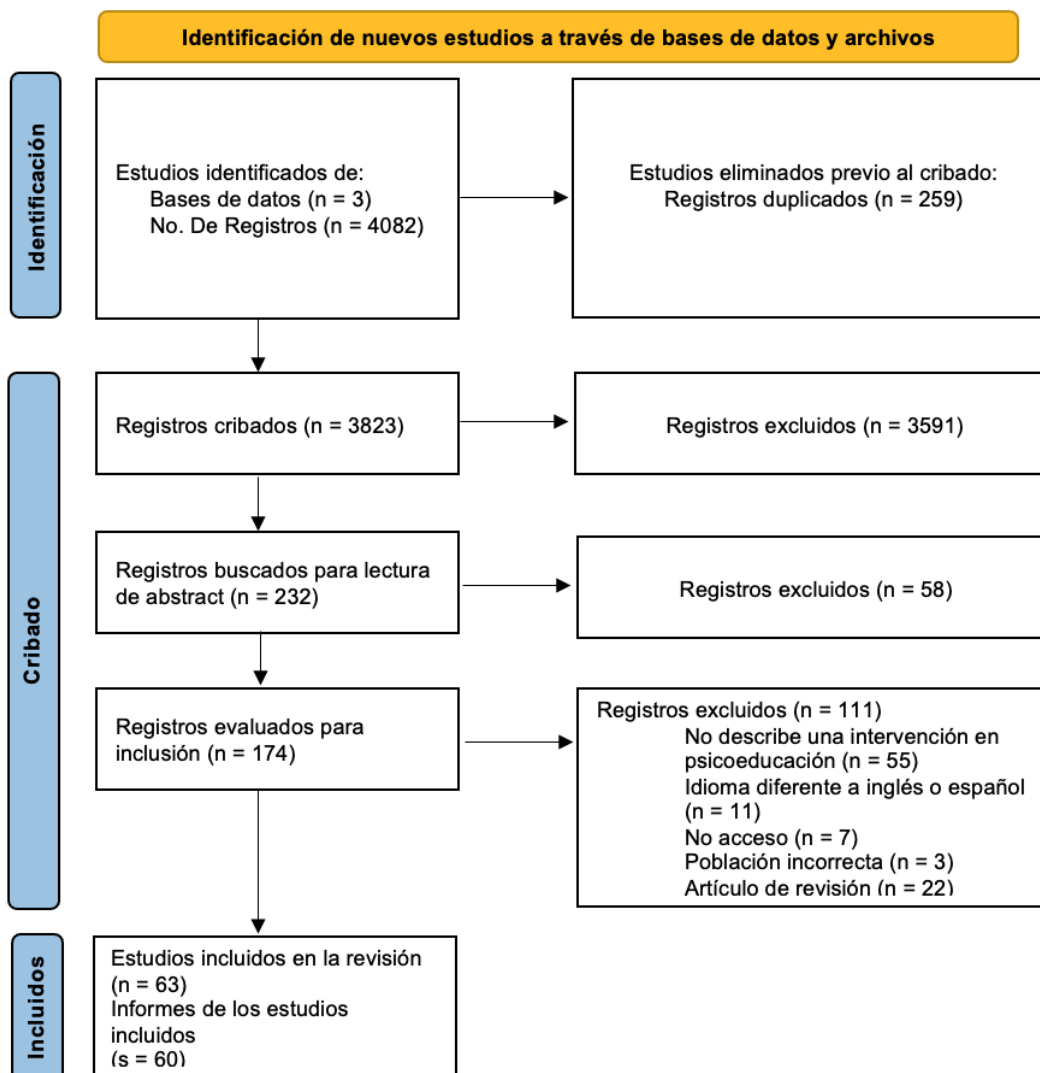 Identificación de nuevos estudios a través de bases de datos y archivos
Identificación
Estudios identificados de:
Bases de datos (n = 3)
No. De Registros (n = 4082)
Estudios eliminados previo al cribado:
Registros duplicados (n = 259)
Cribado
Registros cribados (n = 3823)
Registros excluidos (n = 3591)
Registros buscados para lectura
de abstract (n = 232)
Registros excluidos (n = 58)
Registros evaluados para
inclusión (n = 174)
Registros excluidos (n = 111)
No describe una intervención en
psicoeducación (n = 55)
Idioma diferente a inglés o español
(n = 11)
No acceso (n = 7)
Población incorrecta (n = 3)
Artículo de revisión (n = 22)
Incluidos
Estudios incluidos en la revisión
(n = 63)
Informes de los estudios
incluidos
(s = 60)